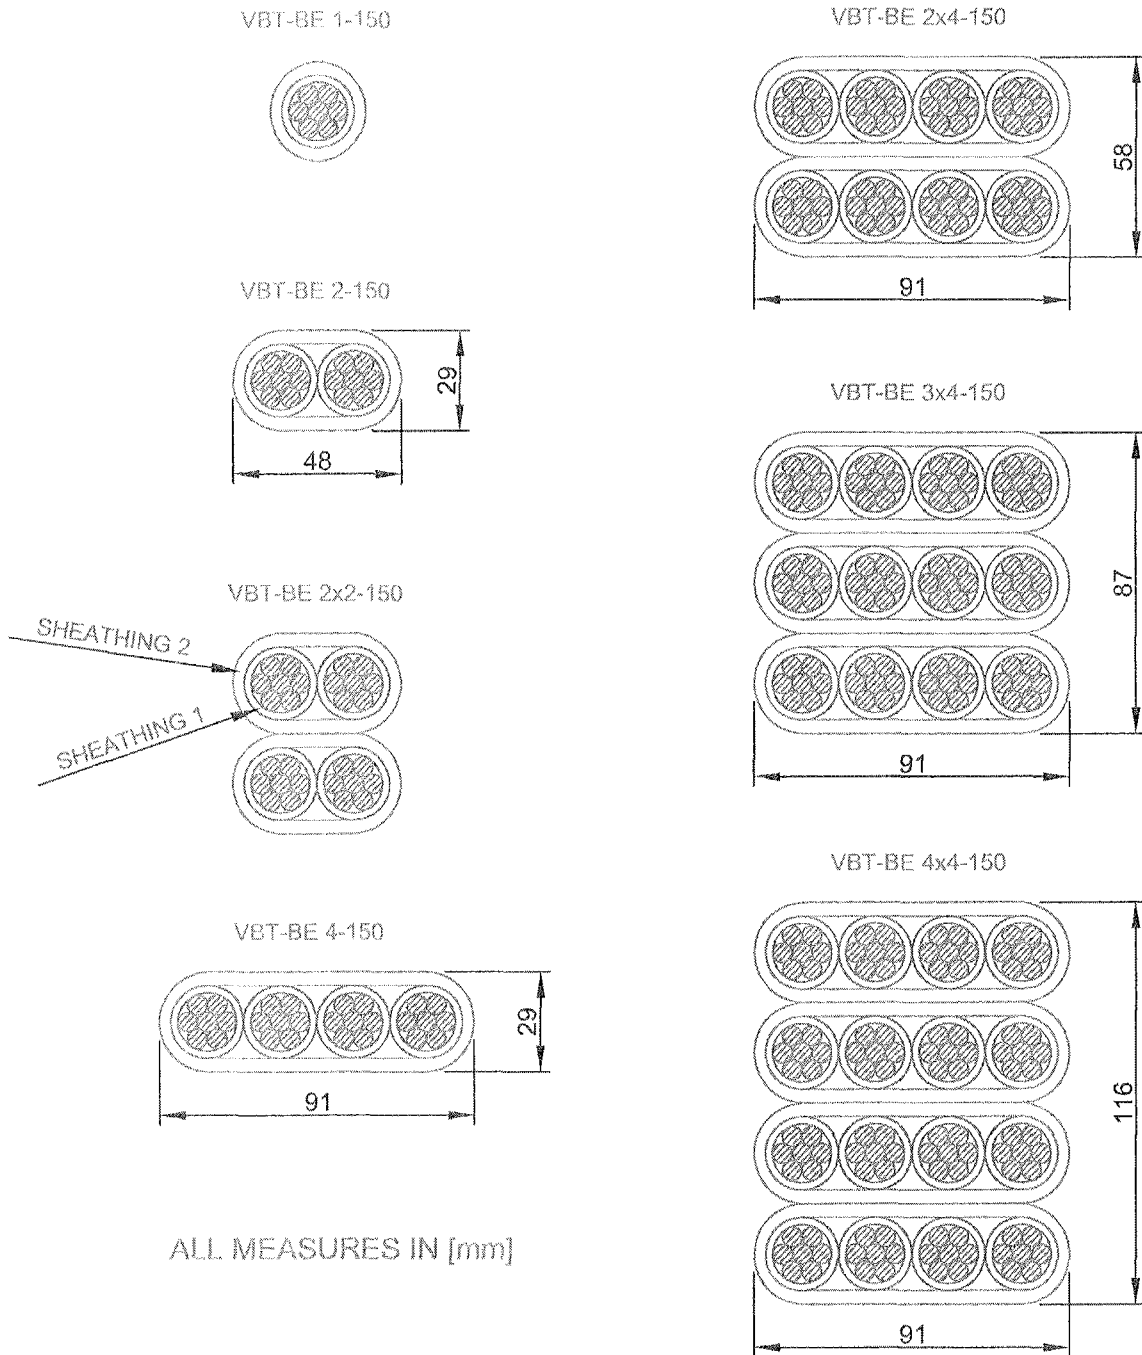 VBT-BE 1-150
VBT-BE 2-150
29
48
VBT-BE 2x2-150
SHEATHING 2
SHEATHING 1
VBT-BE 4-150
29
91
ALL MEASURES IN [mm]
VBT-BE 2x4-150
58
91
VBT-BE 3x4-150
87
91
VBT-BE 4x4-150
116
91